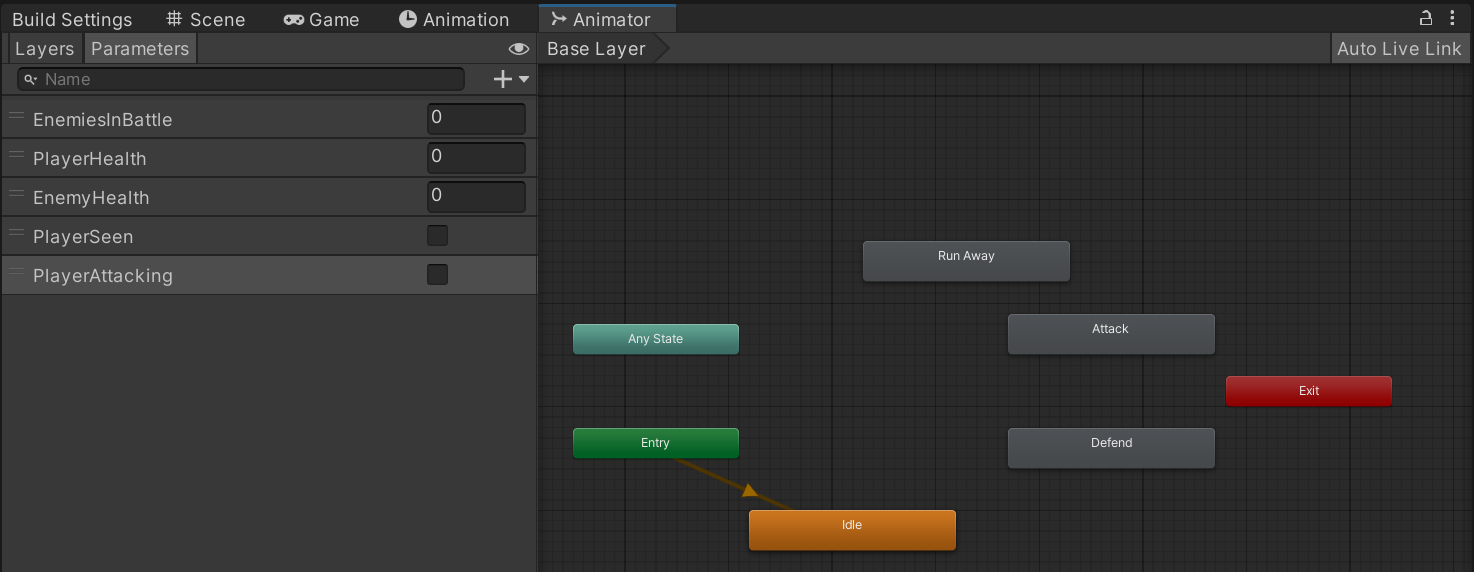 Build Settings Scene Game Animation Animator
Layers Parameters Base Layer Auto Live Link
Name
EnemiesInBattle 0
PlayerHealth 0
EnemyHealth 0
PlayerSeen
PlayerAttacking
Run Away
Attack
Any State
Exit
Entry
Defend
Idle